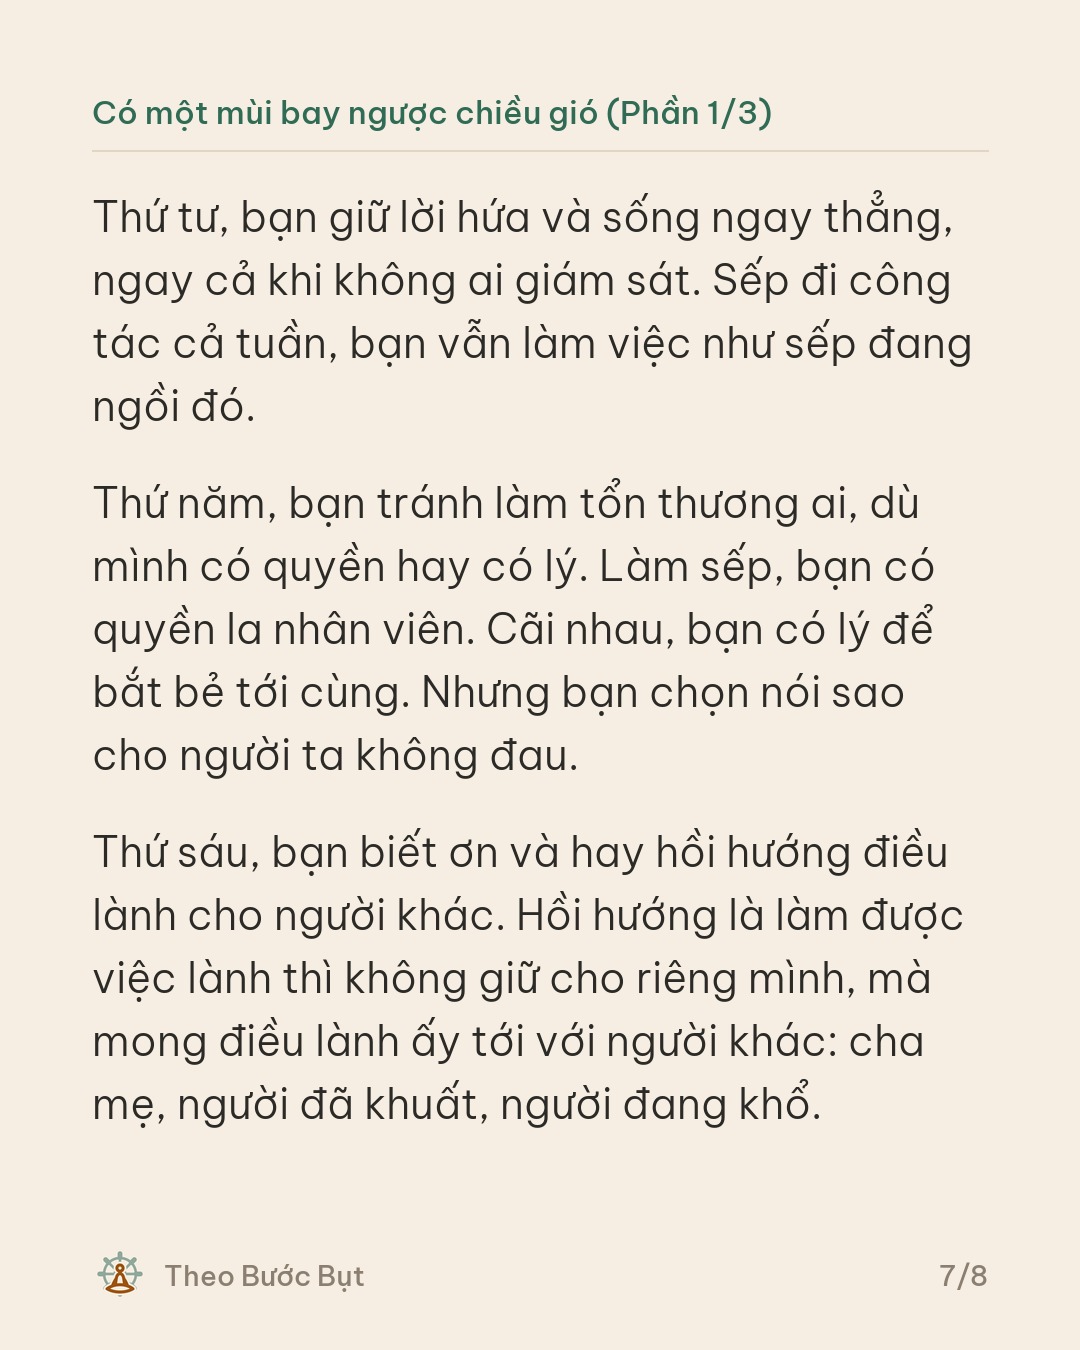 Có một mùi bay ngược chiều gió (Phần 1/3)
Thứ tư, bạn giữ lời hứa và sống ngay thẳng,
ngay cả khi không ai giám sát. Sếp đi công
tác cả tuần, bạn vẫn làm việc như sếp đang
ngồi đó.
Thứ năm, bạn tránh làm tổn thương ai, dù
mình có quyền hay có lý. Làm sếp, bạn có
quyền la nhân viên. Cãi nhau, bạn có lý để
bắt bẻ tới cùng. Nhưng bạn chọn nói sao
cho người ta không đau.
Thứ sáu, bạn biết ơn và hay hồi hướng điều
lành cho người khác. Hồi hướng là làm được
việc lành thì không giữ cho riêng mình, mà
mong điều lành ấy tới với người khác: cha
mẹ, người đã khuất, người đang khổ.
Theo Bước Bụt
7/8